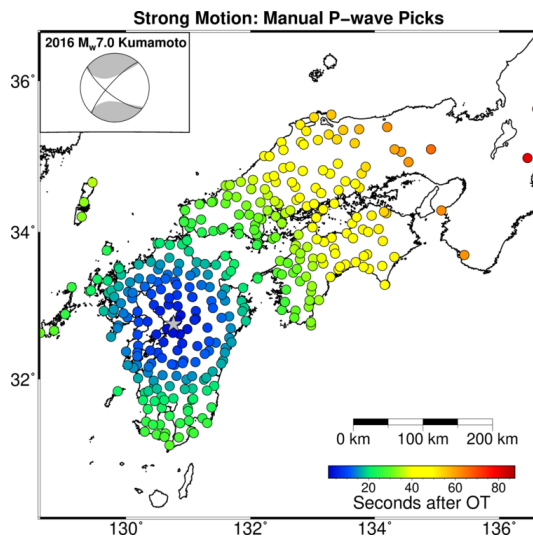 Strong Motion: Manual P-wave Picks
2016 Mw7.0 Kumamoto
36°
34°
32°
0 km 100 km 200 km
20 40 60 80
Seconds after OT
130° 132° 134° 136°